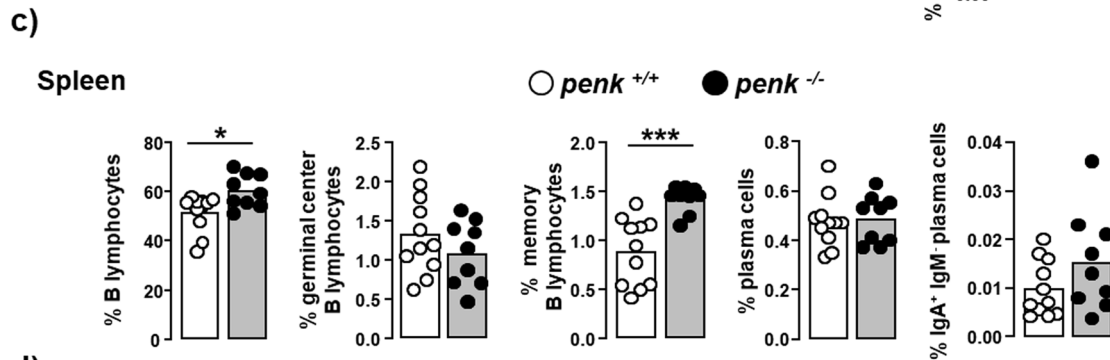 c)
%
Spleen
penk +/+
penk -/-
% B lymphocytes
80
60
40
20
0
*
% germinal center
B lymphocytes
2.5
2.0
1.5
1.0
0.5
0.0
% memory
B lymphocytes
2.0
1.5
1.0
0.5
0.0
***
% plasma cells
0.8
0.6
0.4
0.2
0.0
% IgA+ IgM- plasma cells
0.04
0.03
0.02
0.01
0.00